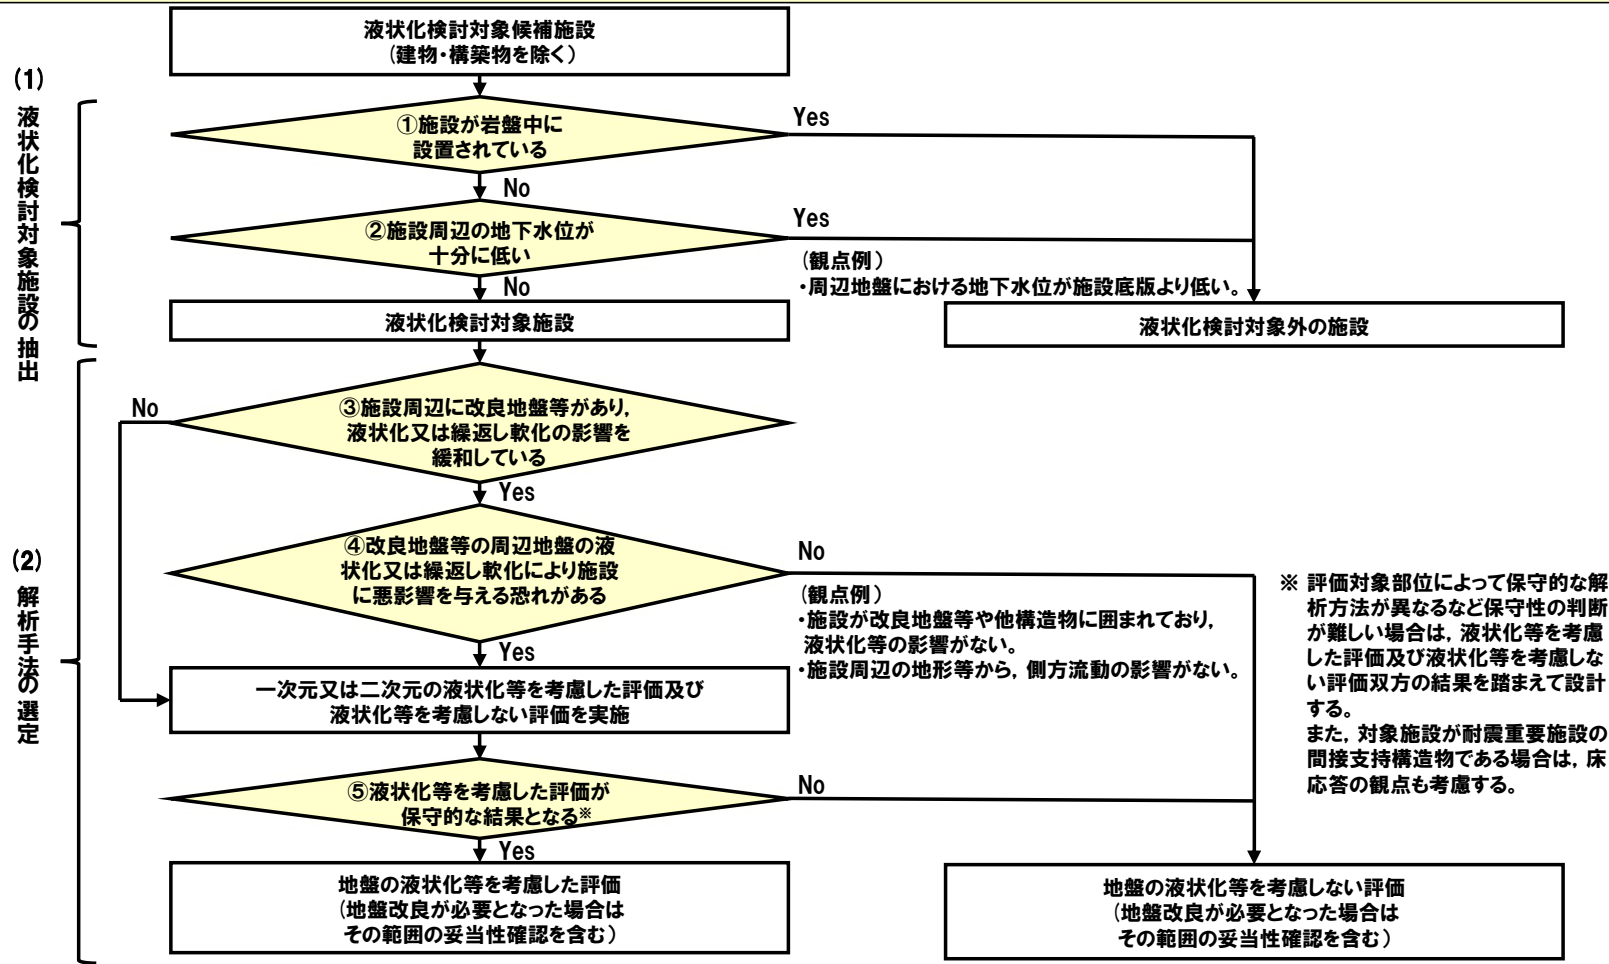 液状化検討対象候補施設
(建物・構築物を除く)
(1)
液状化検討対象施設の抽出
①施設が岩盤中に
設置されている
Yes
No
②施設周辺の地下水位が
十分に低い
Yes
(観点例)
・周辺地盤における地下水位が施設底版より低い。
No
液状化検討対象施設
液状化検討対象外の施設
(2)
解析手法の選定
③施設周辺に改良地盤等があり,
液状化又は繰返し軟化の影響を
緩和している
No
Yes
④改良地盤等の周辺地盤の液
状化又は繰返し軟化により施設
に悪影響を与える恐れがある
No
(観点例)
・施設が改良地盤等や他構造物に囲まれており,
液状化等の影響がない。
・施設周辺の地形等から, 側方流動の影響がない。
Yes
一次元又は二次元の液状化等を考慮した評価及び
液状化等を考慮しない評価を実施
⑤液状化等を考慮した評価が
保守的な結果となる※
No
Yes
地盤の液状化等を考慮した評価
(地盤改良が必要となった場合は
その範囲の妥当性確認を含む)
地盤の液状化等を考慮しない評価
(地盤改良が必要となった場合は
その範囲の妥当性確認を含む)
※ 評価対象部位によって保守的な解
析方法が異なるなど保守性の判断
が難しい場合は, 液状化等を考慮
した評価及び液状化等を考慮しな
い評価双方の結果を踏まえて設計
する。
また, 対象施設が耐震重要施設の
間接支持構造物である場合は, 床
応答の観点も考慮する。